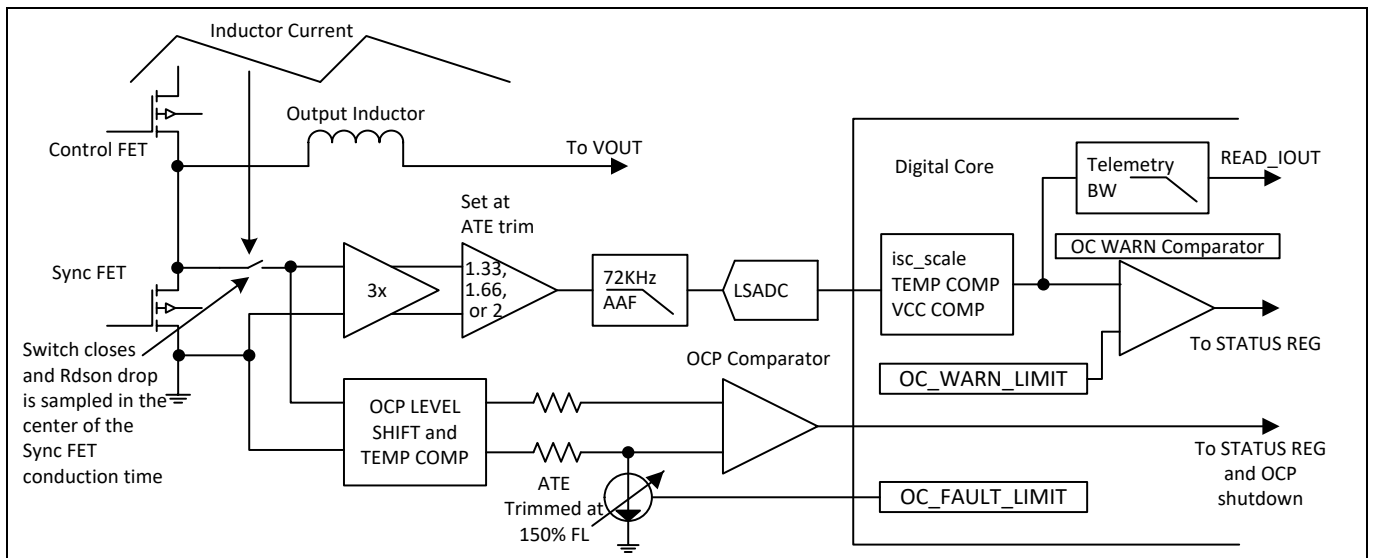 Inductor Current
Control FET
Output Inductor
To VOUT
Digital Core
Telemetry
BW
READ_IOUT
Set at
ATE trim
OC WARN Comparator
Sync FET
3x
1.33,
1.66,
or 2
72KHz
AAF
LSADC
isc_scale
TEMP COMP
VCC COMP
To STATUS REG
Switch closes
and Rdson drop
is sampled in the
center of the
Sync FET
conduction time
OCP Comparator
OC_WARN_LIMIT
OCP LEVEL
SHIFT and
TEMP COMP
ATE
Trimmed at
150% FL
OC_FAULT_LIMIT
To STATUS REG
and OCP
shutdown